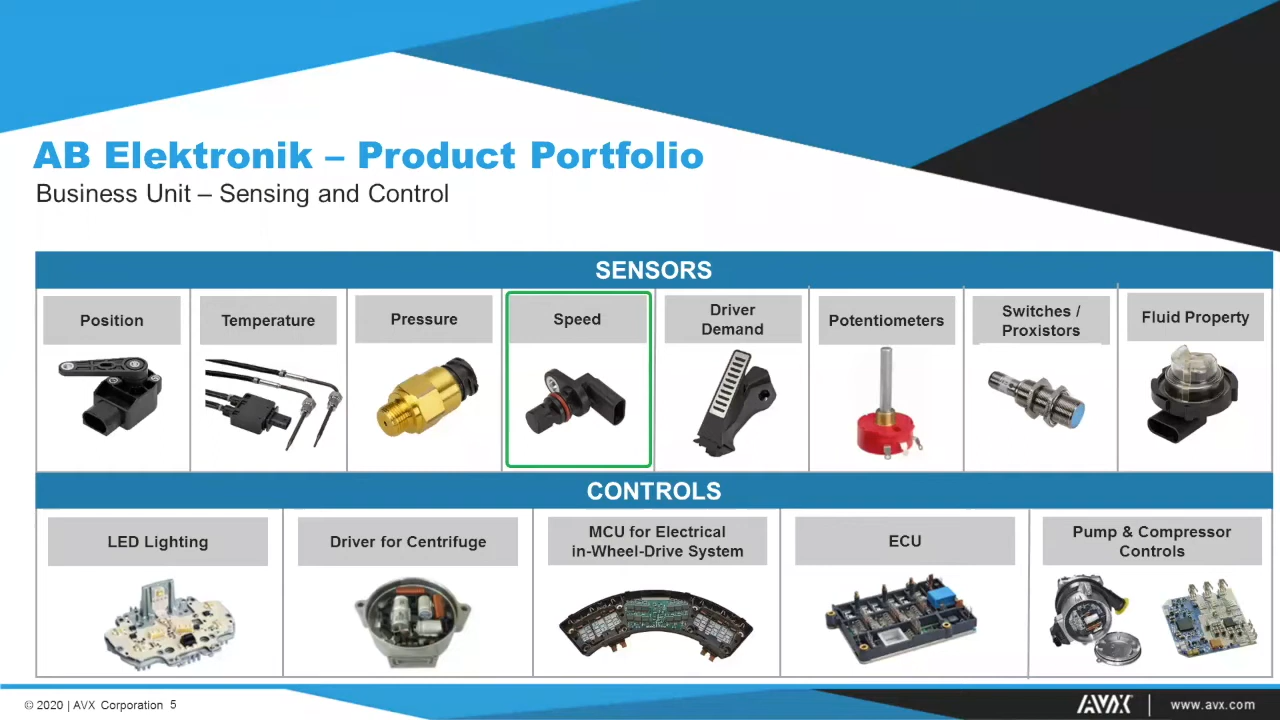 AB Elektronik – Product Portfolio
Business Unit – Sensing and Control
SENSORS
Position
Temperature
Pressure
Speed
Driver
Demand
Potentiometers
Switches /
Proxistors
Fluid Property
CONTROLS
LED Lighting
Driver for Centrifuge
MCU for Electrical
in-Wheel-Drive System
ECU
Pump & Compressor
Controls
© 2020 | AVX Corporation 5
AVX
www.avx.com